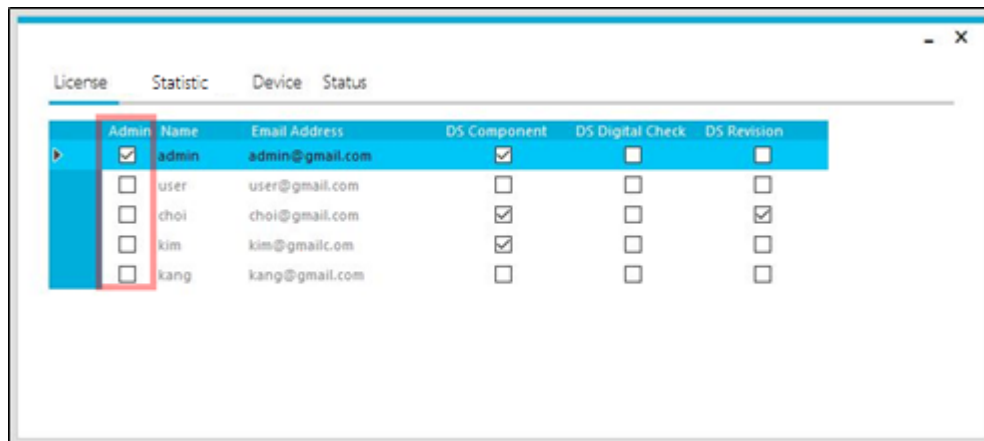 License Statistic Device Status
Admin Name Email Address DS Component DS Digital Check DS Revision
admin admin@gmail.com
user user@gmail.com
choi choi@gmail.com
kim kim@gmailc.om
kang kang@gmail.com